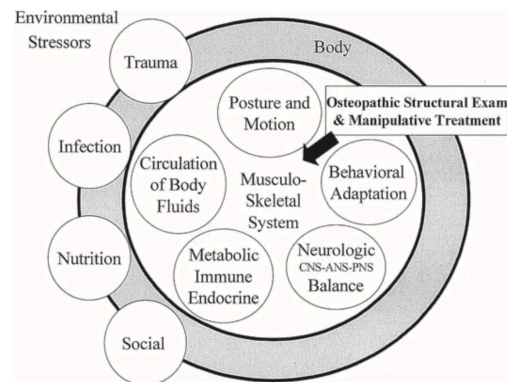 Environmental
Stressors
Trauma
Body
Infection
Nutrition
Social
Posture and
Motion
Osteopathic Structural Exam
& Manipulative Treatment
Circulation
of Body
Fluids
Musculo-
Skeletal
System
Behavioral
Adaptation
Metabolic
Immune
Endocrine
Neurologic
CNS-ANS-PNS
Balance